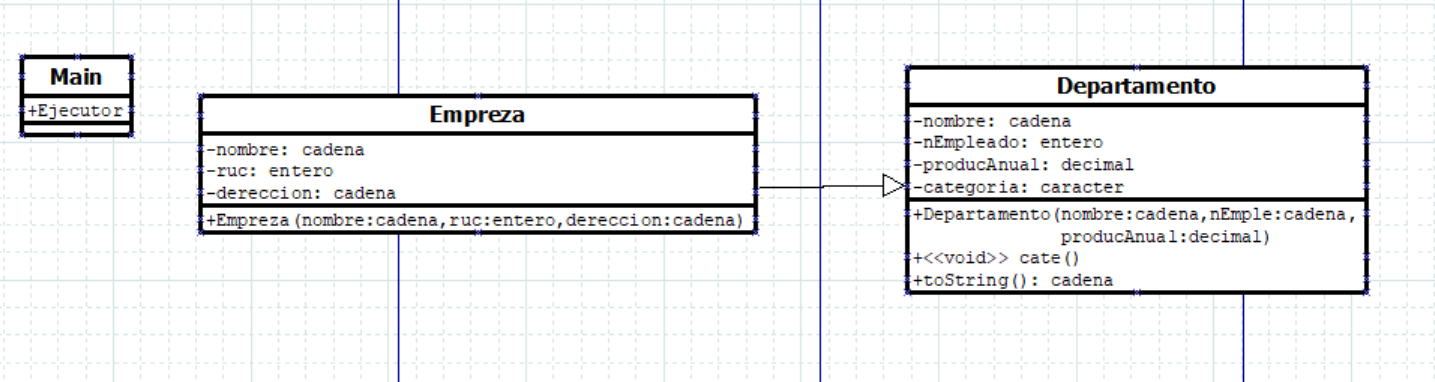 Main
+Ejecutor
Empreza
-nombre: cadena
-ruc: entero
-dereccion: cadena
+Empreza(nombre:cadena,ruc:entero,dereccion:cadena)
Departamento
-nombre: cadena
-nEmpleado: entero
-producAnual: decimal
-categoria: caracter
+Departamento(nombre:cadena,nEmple:cadena,
producAnual:decimal)
+<<void>> cate()
+toString(): cadena